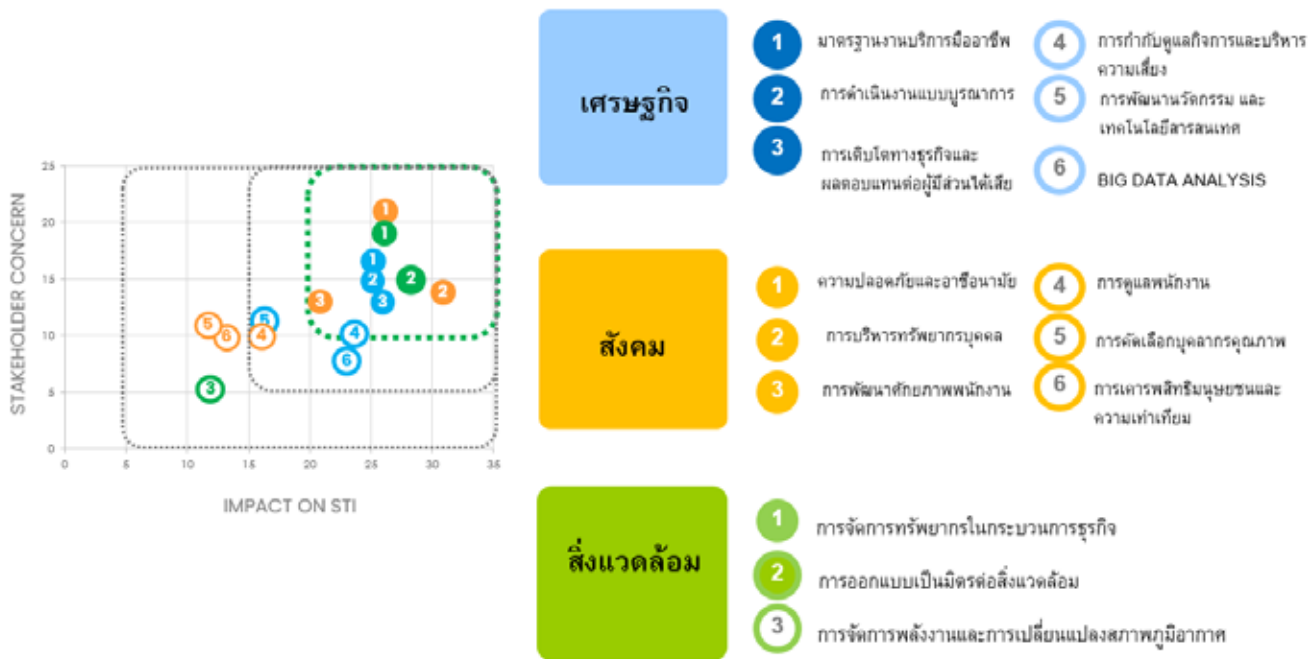 STAKEHOLDER CONCERN
25
20
15
10
5
0
0
5
10
15
20
25
30
35
IMPACT ON STI
1
1
1
2
3
2
2
3
5
6
5
4
4
6
3
เศรษฐกิจ
1 มาตรฐานงานบริการมืออาชีพ
2 การดำเนินงานแบบบูรณาการ
3 การเติบโตทางธุรกิจและ
ผลตอบแทนต่อผู้มีส่วนได้เสีย
4 การกำกับดูแลกิจการและบริหาร
ความเสี่ยง
5 การพัฒนานวัตกรรม และ
เทคโนโลยีสารสนเทศ
6 BIG DATA ANALYSIS
สังคม
1 ความปลอดภัยและอาชีอนามัย
2 การบริหารทรัพยากรบุคคล
3 การพัฒนาศักยภาพพนักงาน
4 การดูแลพนักงาน
5 การคัดเลือกบุคลากรคุณภาพ
6 การเคารพสิทธิมนุษยชนและ
ความเท่าเทียม
สิ่งแวดล้อม
1 การจัดการทรัพยากรในกระบวนการธุรกิจ
2 การออกแบบเป็นมิตรต่อสิ่งแวดล้อม
3 การจัดการพลังงานและการเปลี่ยนแปลงสภาพภูมิอากาศ